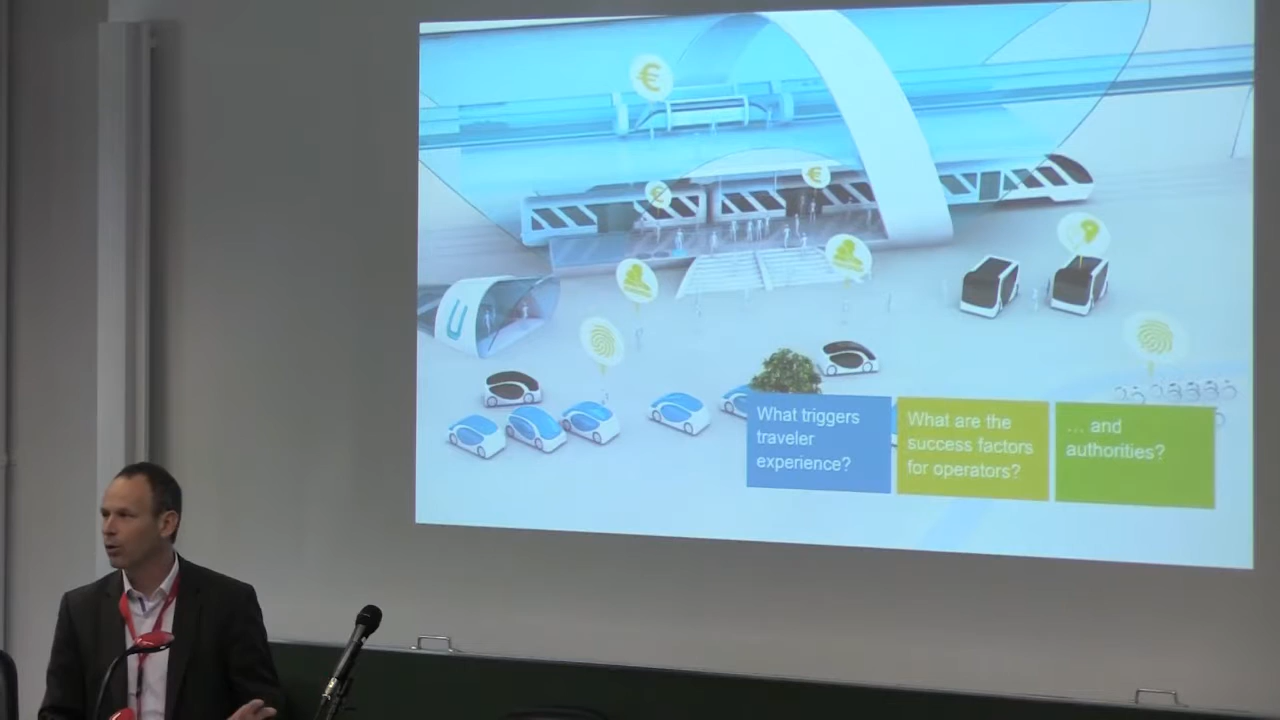 €
€
€
U
What triggers
traveler
experience?
What are the
success factors
for operators?
… and
authorities?